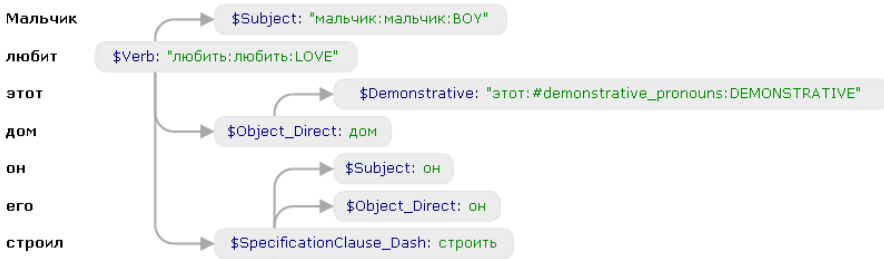 Мальчик $Subject: "мальчик:мальчик:BOY"
любит $Verb: "любить:любить:LOVE"
этот $Demonstrative: "этот:#demonstrative_pronouns:DEMONSTRATIVE"
дом $Object_Direct: дом
он $Subject: он
его $Object_Direct: он
строил $SpecificationClause_Dash: строить